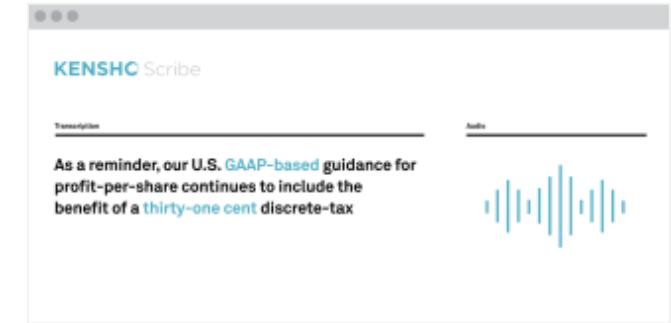 KENSHO Scribe
Transcription
Audio
As a reminder, our U.S. GAAP-based guidance for
profit-per-share continues to include the
benefit of a thirty-one cent discrete-tax